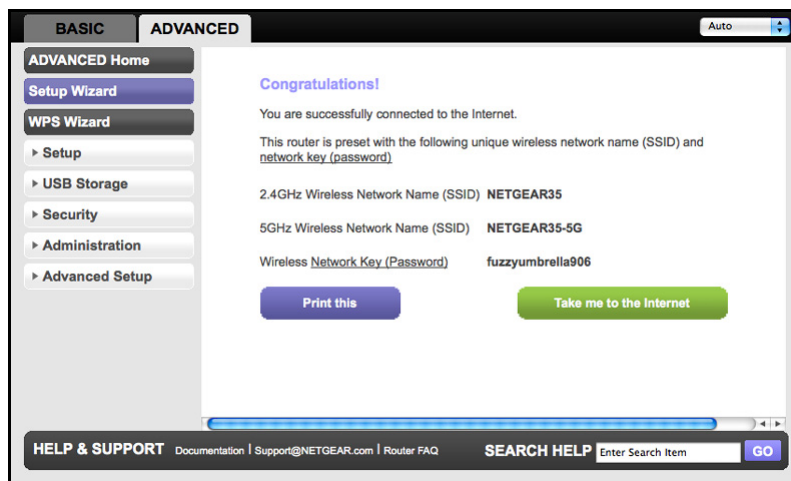 BASIC ADVANCED Auto
ADVANCED Home
Setup Wizard
WPS Wizard
Setup
USB Storage
Security
Administration
Advanced Setup
Congratulations!
You are successfully connected to the Internet.
This router is preset with the following unique wireless network name (SSID) and
network key (password)
2.4GHz Wireless Network Name (SSID) NETGEAR35
5GHz Wireless Network Name (SSID) NETGEAR35-5G
Wireless Network Key (Password) fuzzyumbrella906
Print this Take me to the Internet
HELP & SUPPORT Documentation | Support@NETGEAR.com | Router FAQ SEARCH HELP Enter Search Item GO